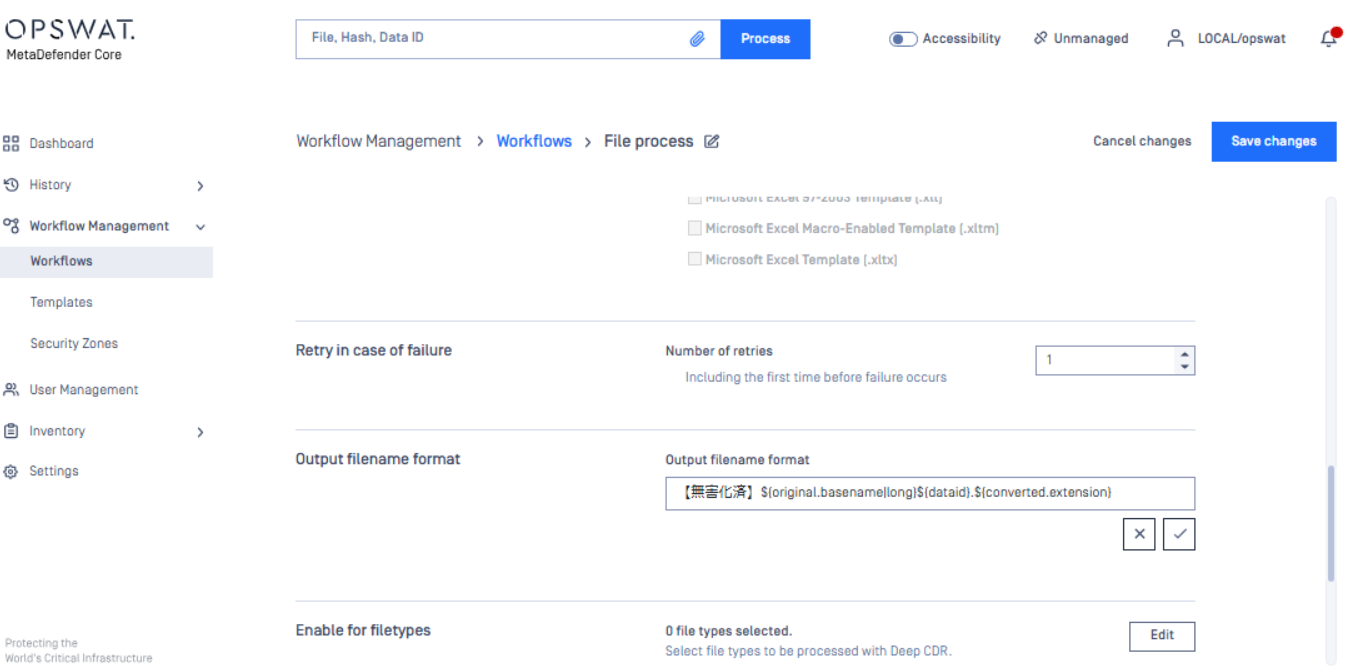 OPSWAT.
MetaDefender Core
File, Hash, Data ID
Process
Accessibility
Unmanaged
LOCAL/opswat
Dashboard
History
Workflow Management
Workflows
Templates
Security Zones
User Management
Inventory
Settings
Protecting the
World's Critical Infrastructure
Workflow Management > Workflows > File process
Cancel changes
Save changes
Microsoft Excel 97-2003 Template (.xlt)
Microsoft Excel Macro-Enabled Template (.xltm)
Microsoft Excel Template (.xltx)
Retry in case of failure
Number of retries
1
Including the first time before failure occurs
Output filename format
Output filename format
【無害化済】${original.basename|long}${dataid}.${converted.extension}
Enable for filetypes
0 file types selected.
Edit
Select file types to be processed with Deep CDR.